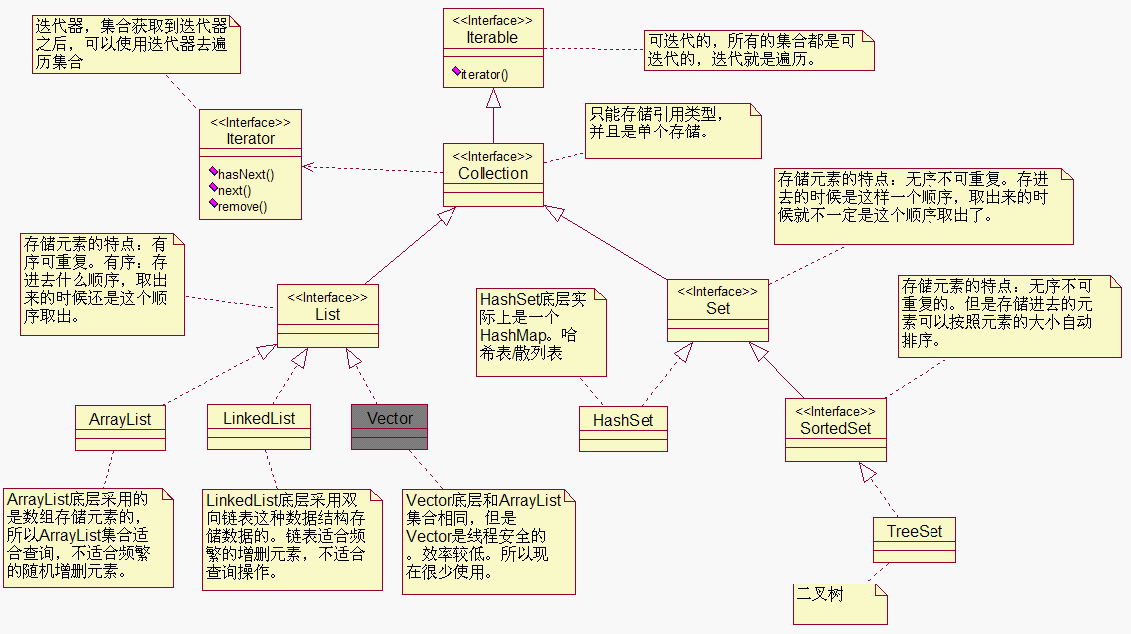 迭代器，集合获取到迭代器
之后，可以使用迭代器去遍
历集合
<<Interface>>
Iterable
iterator()
可迭代的，所有的集合都是可
迭代的，迭代就是遍历。
<<Interface>>
Iterator
hasNext()
next()
remove()
只能存储引用类型，
并且是单个存储。
<<Interface>>
Collection
存储元素的特点：无序不可重复。存进
去的时候是这样一个顺序，取出来的时
候就不一定是这个顺序取出了。
存储元素的特点：有
序可重复。有序：存
进去什么顺序，取出
来的时候还是这个顺
序取出。
<<Interface>>
List
HashSet底层实
际上是一个
HashMap。哈
希表/散列表
<<Interface>>
Set
存储元素的特点：无序不可
重复的。但是存储进去的元
素可以按照元素的大小自动
排序。
ArrayList
LinkedList
Vector
HashSet
<<Interface>>
SortedSet
ArrayList底层采用的
是数组存储元素的，
所以ArrayList集合适
合查询，不适合频繁
的随机增删元素。
LinkedList底层采用双
向链表这种数据结构存
储数据的。链表适合频
繁的增删元素，不适合
查询操作。
Vector底层和ArrayList
集合相同，但是
Vector是线程安全的
。效率较低。所以现
在很少使用。
TreeSet
二叉树